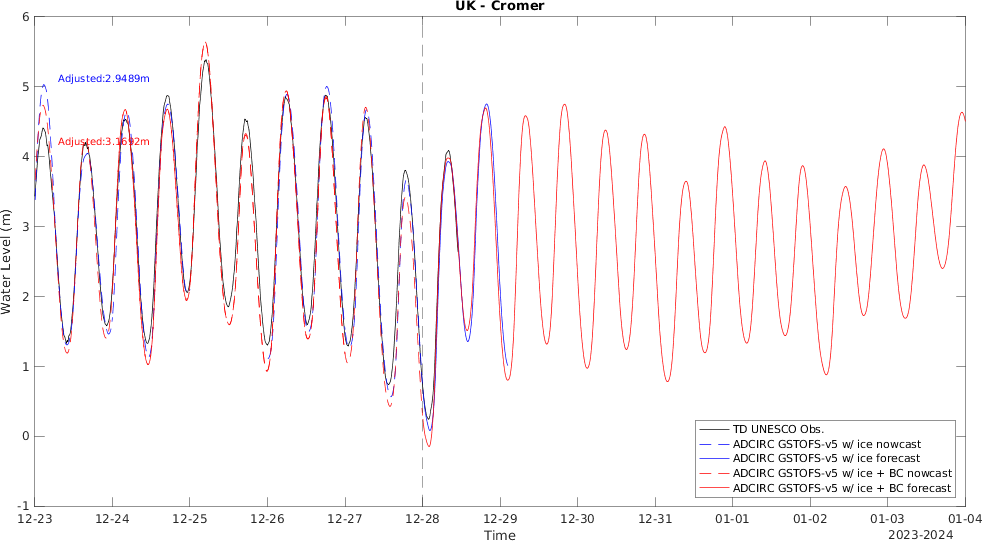 UK - Cromer
6
5
4
3
2
1
0
-1
Water Level (m)
Adjusted:2.9489m
Adjusted:3.1692m
TD UNESCO Obs.
ADCIRC GSTOFS-v5 w/ ice nowcast
ADCIRC GSTOFS-v5 w/ ice forecast
ADCIRC GSTOFS-v5 w/ ice + BC nowcast
ADCIRC GSTOFS-v5 w/ ice + BC forecast
12-23 12-24 12-25 12-26 12-27 12-28 12-29 12-30 12-31 01-01 01-02 01-03 01-04
Time
2023-2024